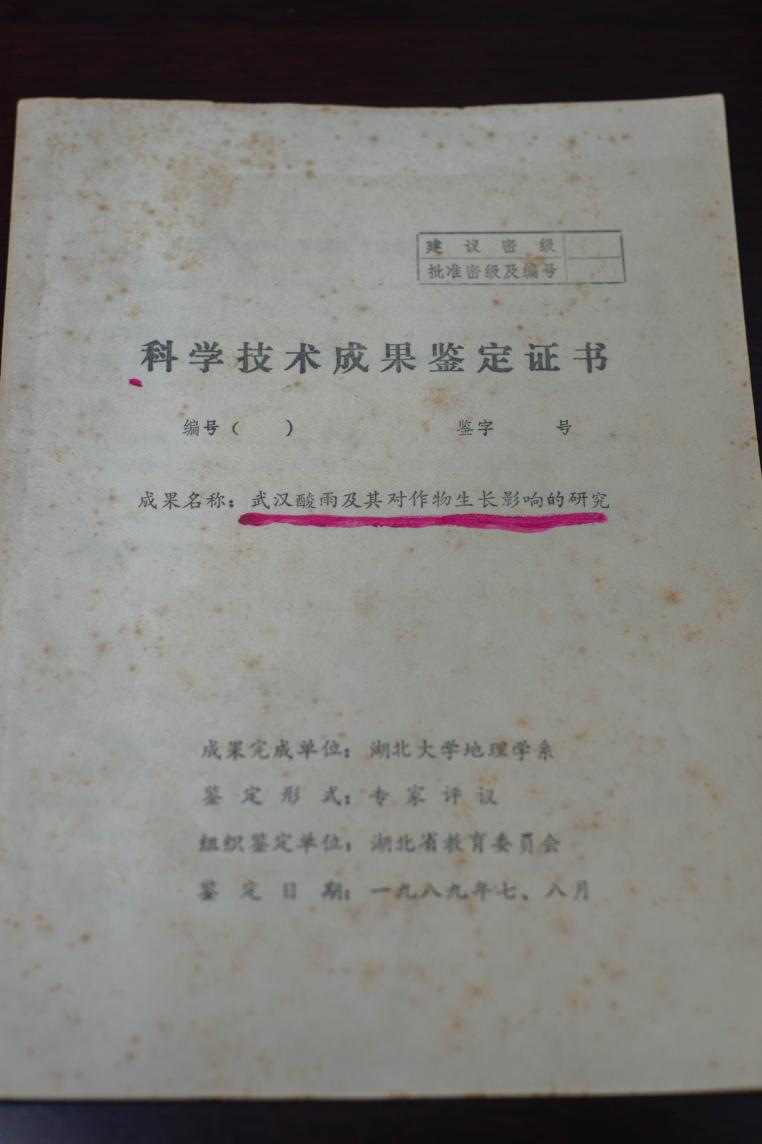 建议密级
批准密级及编号
科学技术成果鉴定证书
编号（　　） 鉴字　　号
成果名称：武汉酸雨及其对作物生长影响的研究
成果完成单位：湖北大学地理学系
鉴定形式：专家评议
组织鉴定单位：湖北省教育委员会
鉴定日期：一九八九年七、八月